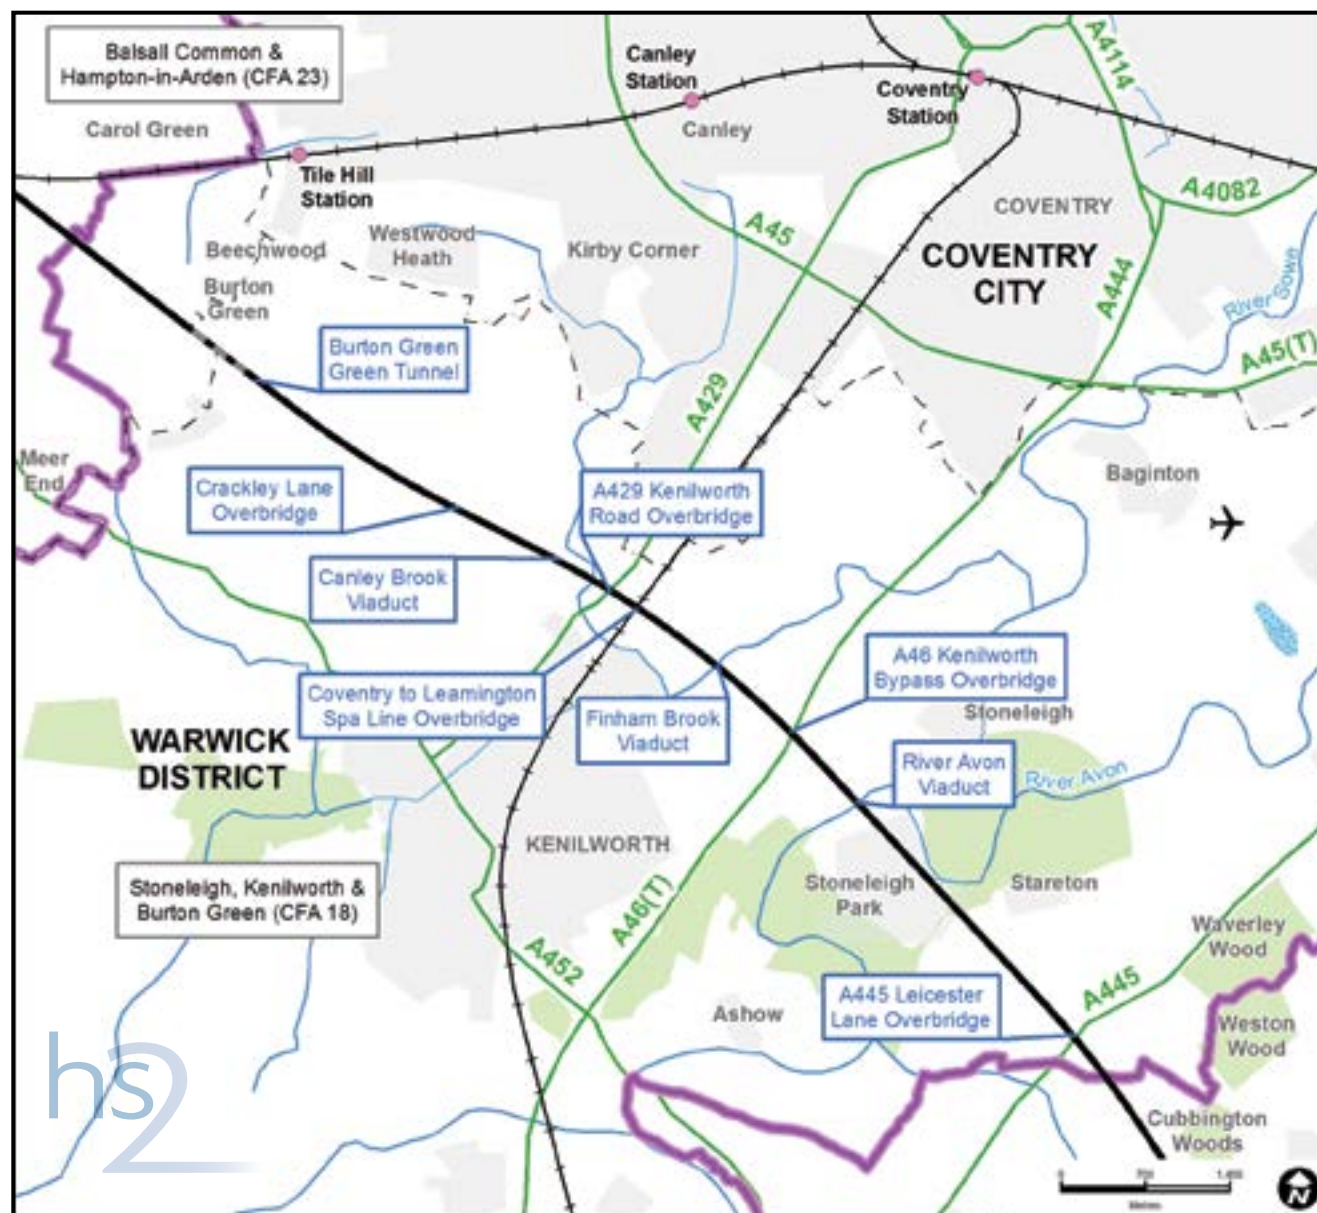 Balsall Common &
Hampton-in-Arden (CFA 23)
Carol Green
Canley
Station
Coventry
Station
A4114
Canley
Tile Hill
Station
A4082
COVENTRY
A45
Beechwood
Westwood
Heath
Kirby Corner
COVENTRY
CITY
A444
River Sowe
Burton
Green
Burton Green
Green Tunnel
A45(T)
A429
Meer
End
Baginton
Crackley Lane
Overbridge
A429 Kenilworth
Road Overbridge
Canley Brook
Viaduct
A46 Kenilworth
Bypass Overbridge
Coventry to Leamington
Spa Line Overbridge
Finham Brook
Viaduct
Stoneleigh
WARWICK
DISTRICT
River Avon
Viaduct
River Avon
KENILWORTH
Stoneleigh, Kenilworth &
Burton Green (CFA 18)
Stoneleigh
Park
Stareton
A46(T)
Waverley
Wood
A452
A445 Leicester
Lane Overbridge
A445
Ashow
Weston
Wood
hs2
Cubbington
Woods
0
N